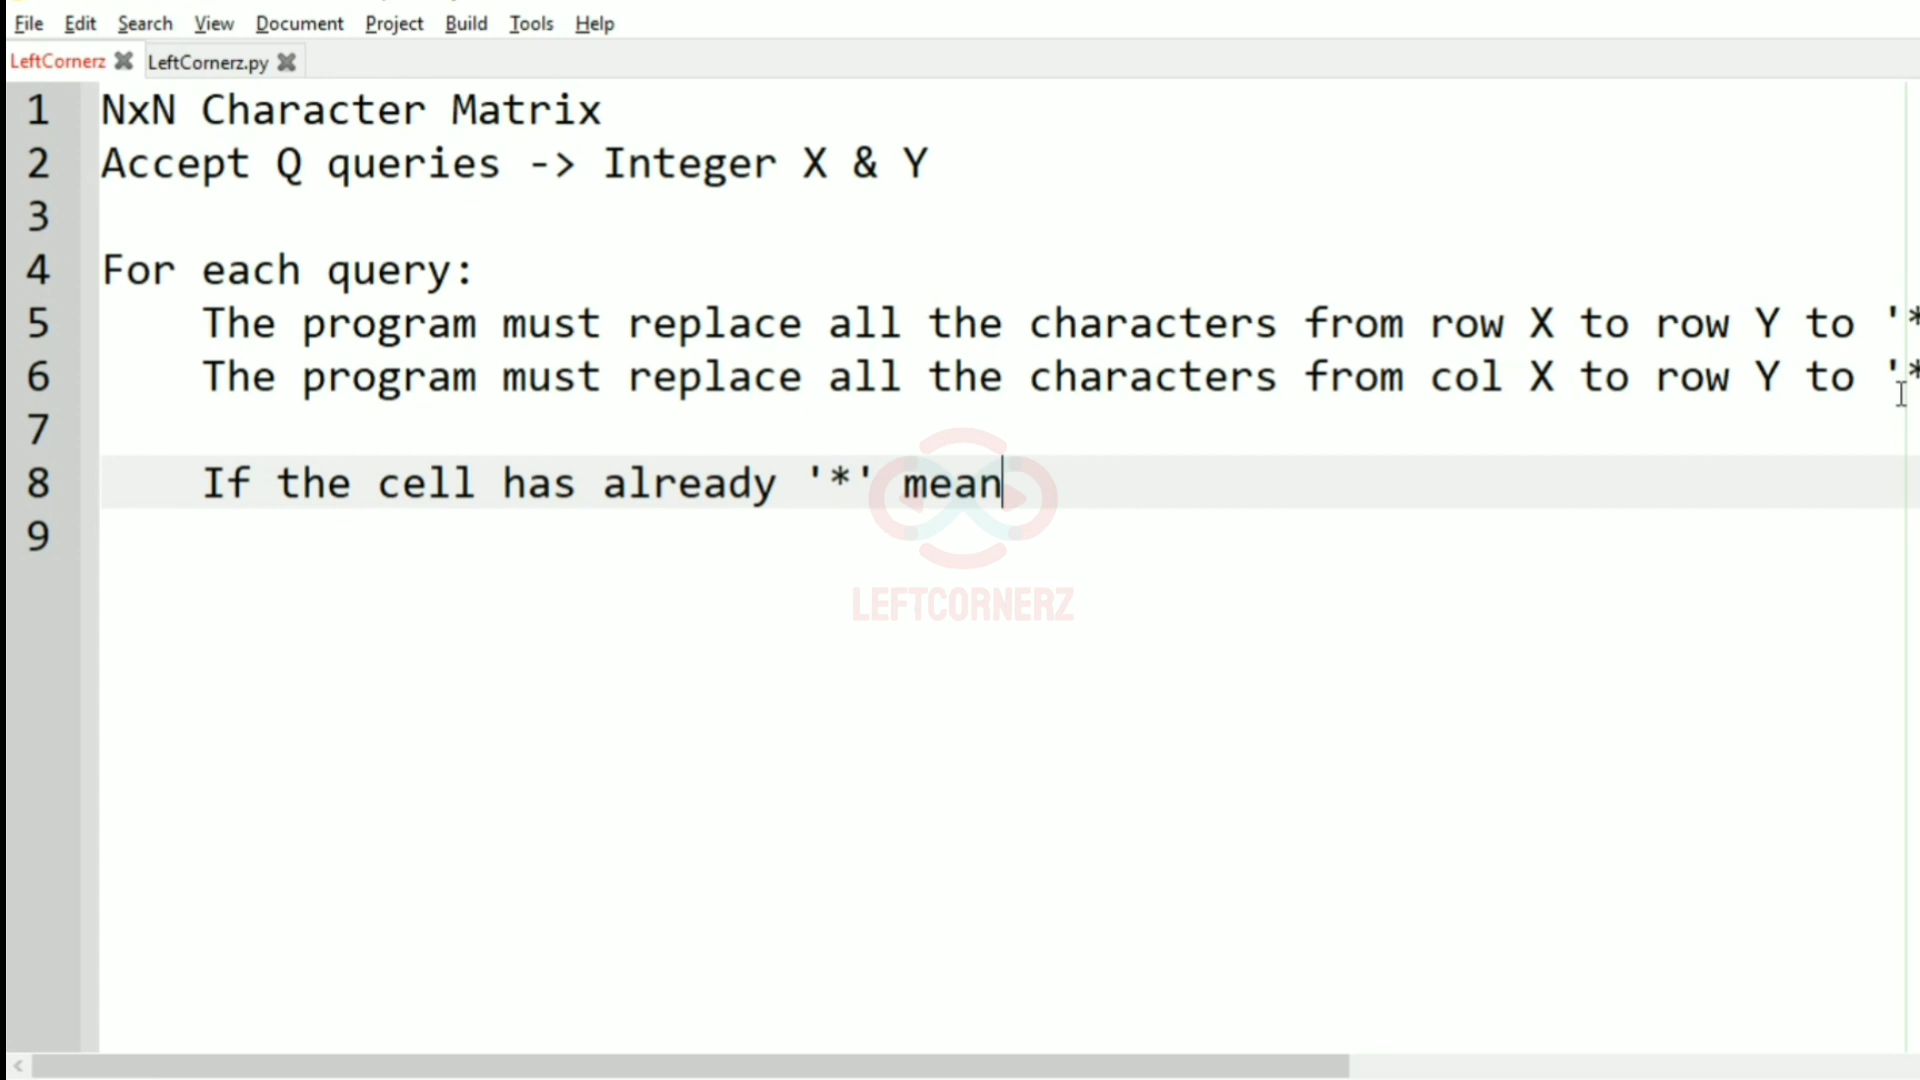 File Edit Search View Document Project Build Tools Help
LeftCornerz LeftCornerz.py
1 NxN Character Matrix
2 Accept Q queries -> Integer X & Y
3
4 For each query:
5 The program must replace all the characters from row X to row Y to '*
6 The program must replace all the characters from col X to row Y to '*
7
8 If the cell has already '*' mean
9
LEFTCORNERZ